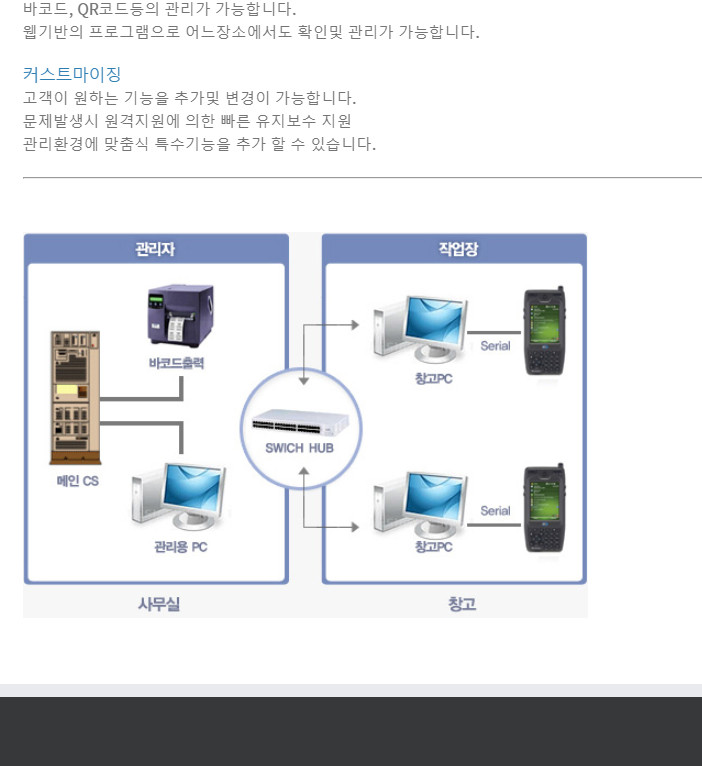 바코드, QR코드등의 관리가 가능합니다.
웹기반의 프로그램으로 어느장소에서도 확인및 관리가 가능합니다.
커스트마이징
고객이 원하는 기능을 추가및 변경이 가능합니다.
문제발생시 원격지원에 의한 빠른 유지보수 지원
관리환경에 맞춤식 특수기능을 추가 할 수 있습니다.
관리자
작업장
바코드출력
Serial
창고PC
SWICH HUB
메인 CS
Serial
관리용 PC
창고PC
사무실
창고